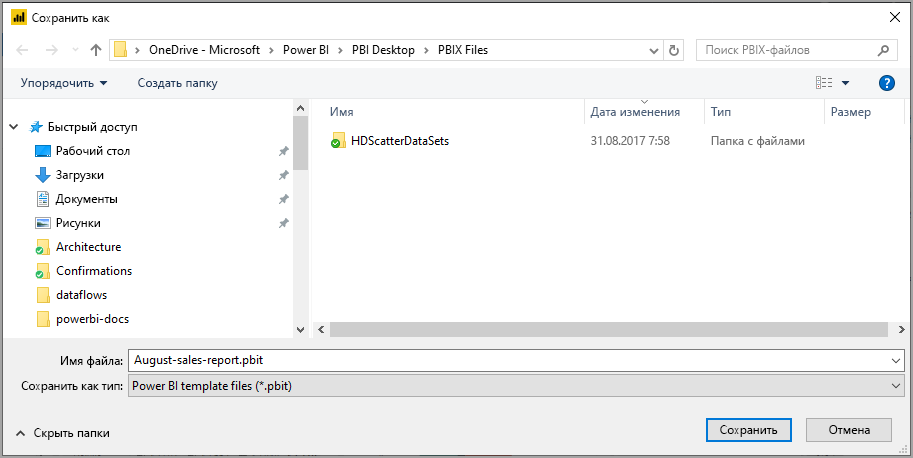 Сохранить как
OneDrive - Microsoft Power BI PBI Desktop PBIX Files
Поиск PBIX-файлов
Упорядочить Создать папку
?
Быстрый доступ
Рабочий стол
Загрузки
Документы
Рисунки
Architecture
Confirmations
dataflows
powerbi-docs
Имя Дата изменения Тип Размер
HDScatterDataSets 31.08.2017 7:58 Папка с файлами
Имя файла: August-sales-report.pbit
Сохранить как тип: Power BI template files (*.pbit)
Скрыть папки
Сохранить Отмена